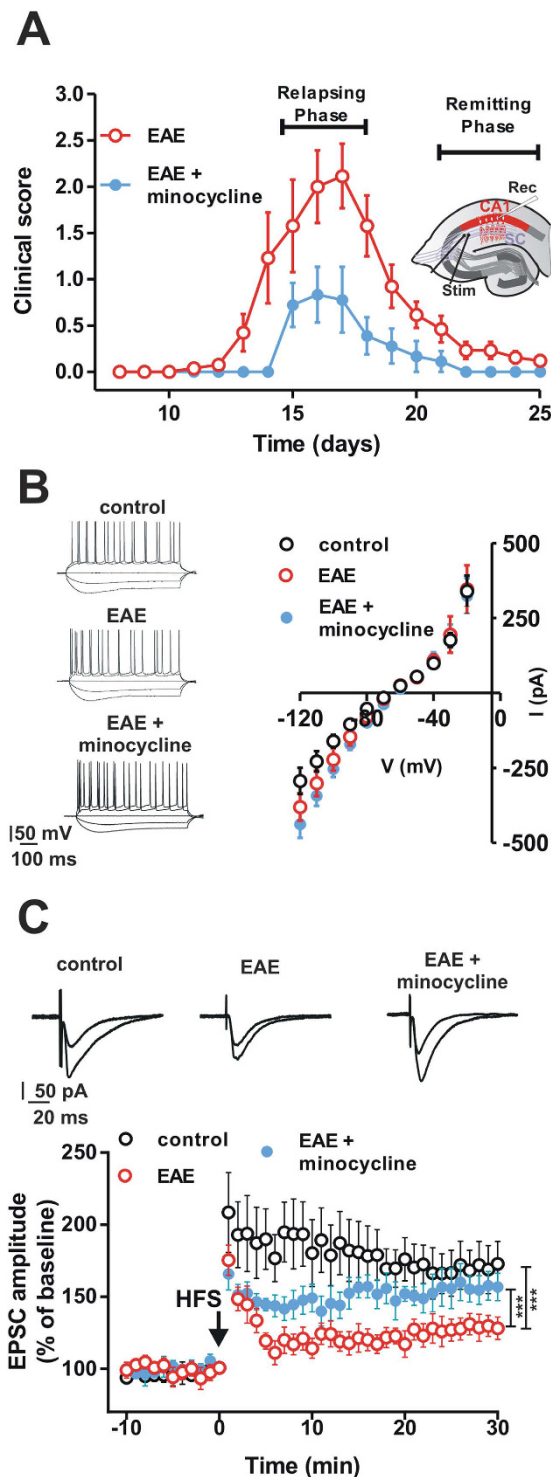 A
Relapsing
Phase
Remitting
Phase
EAE
EAE +
minocycline
Rec
CA1
SC
Stim
Clinical score
3.0
2.5
2.0
1.5
1.0
0.5
0.0
10
15
20
25
Time (days)
B
control
EAE
EAE +
minocycline
50 mV
100 ms
control
EAE
EAE +
minocycline
500
250
-250
-500
I (pA)
-120
-80
-40
0
V (mV)
C
control
EAE
EAE +
minocycline
50 pA
20 ms
control
EAE
EAE +
minocycline
EPSC amplitude
(% of baseline)
250
200
150
100
HFS
***
***
-10
0
10
20
30
Time (min)